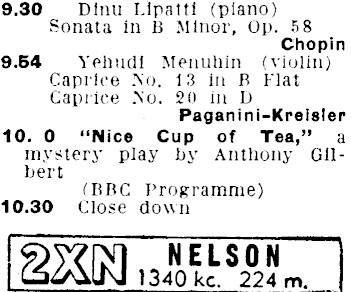 9.30 Dinu Lipatti (piano)
Sonata in B Minor, Op. 58
Chopin
9.54 Yehudi Menuhin (violin)
Caprice No. 13 in B Flat
Caprice No. 20 in D
Paganini-Kreisler
10. 0 "Nice Cup of Tea," a
mystery play by Anthony Gil-
bert
(BBC Programme)
10.30 Close down
2XN NELSON
1340 kc. 224 m.